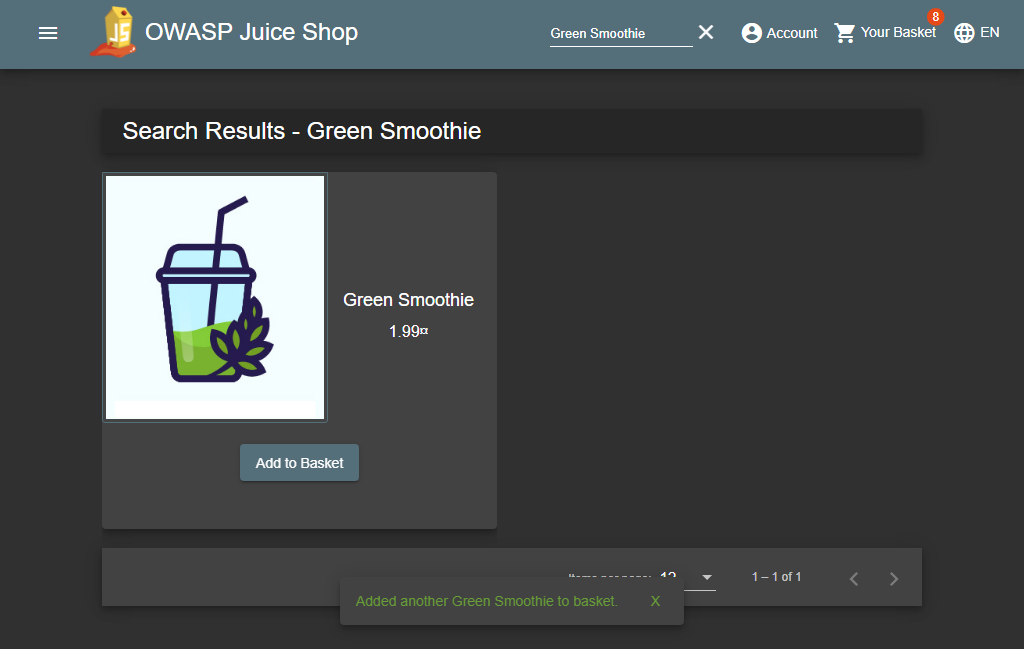 OWASP Juice Shop
Green Smoothie
Account
Your Basket
8
EN
Search Results - Green Smoothie
Green Smoothie
1.99¤
Add to Basket
Items per page:
12
1 – 1 of 1
Added another Green Smoothie to basket.
X